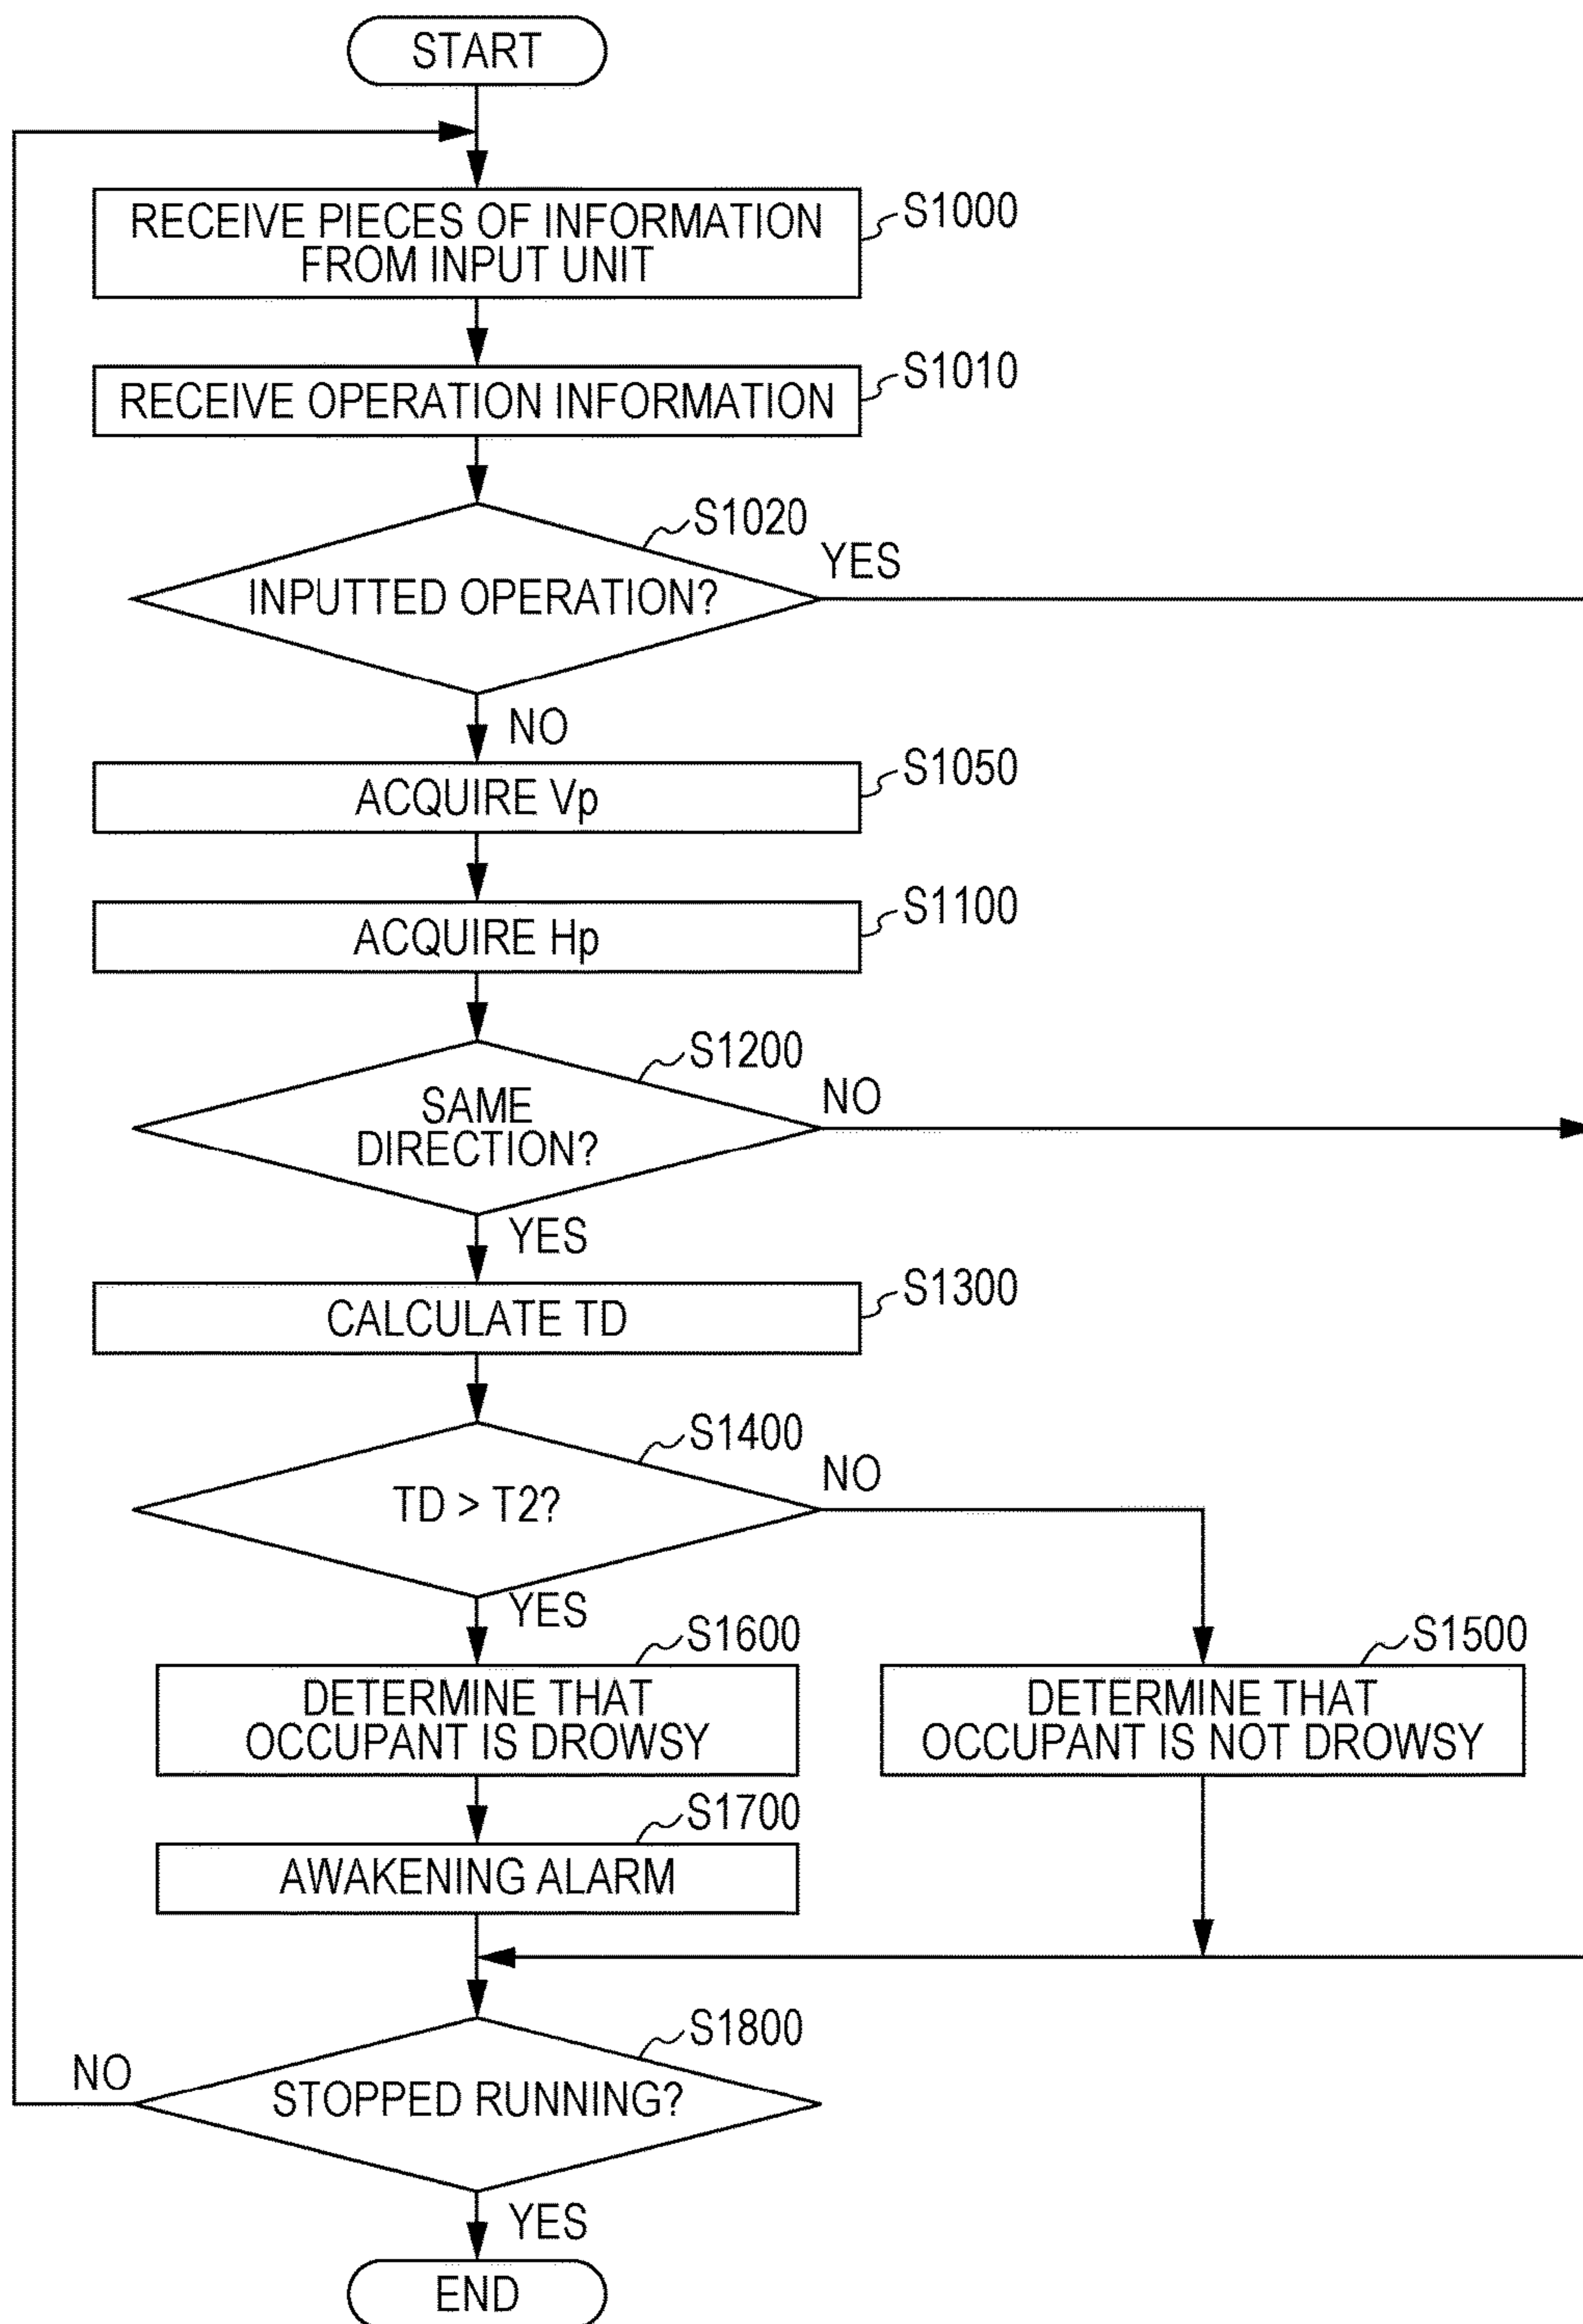 START
RECEIVE PIECES OF INFORMATION
FROM INPUT UNIT
S1000
RECEIVE OPERATION INFORMATION
S1010
S1020
INPUTTED OPERATION?
YES
NO
ACQUIRE Vp
S1050
ACQUIRE Hp
S1100
S1200
SAME
DIRECTION?
NO
YES
CALCULATE TD
S1300
S1400
TD > T2?
NO
YES
S1600
DETERMINE THAT
OCCUPANT IS DROWSY
S1500
DETERMINE THAT
OCCUPANT IS NOT DROWSY
S1700
AWAKENING ALARM
S1800
STOPPED RUNNING?
NO
YES
END